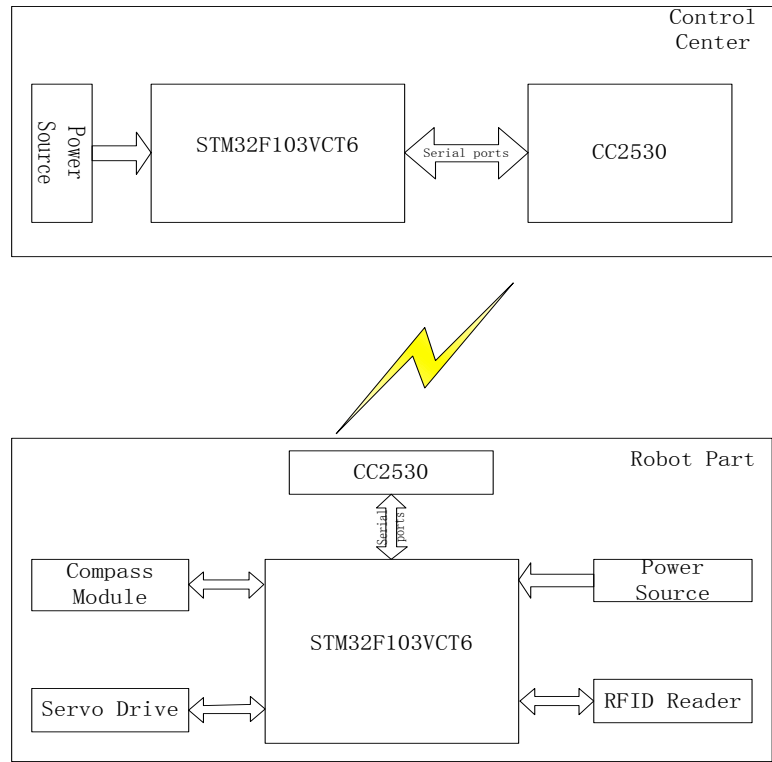 Control
Center
Power
Source
STM32F103VCT6
Serial ports
CC2530
Robot Part
CC2530
Serial
ports
Compass
Module
Power
Source
STM32F103VCT6
Servo Drive
RFID Reader